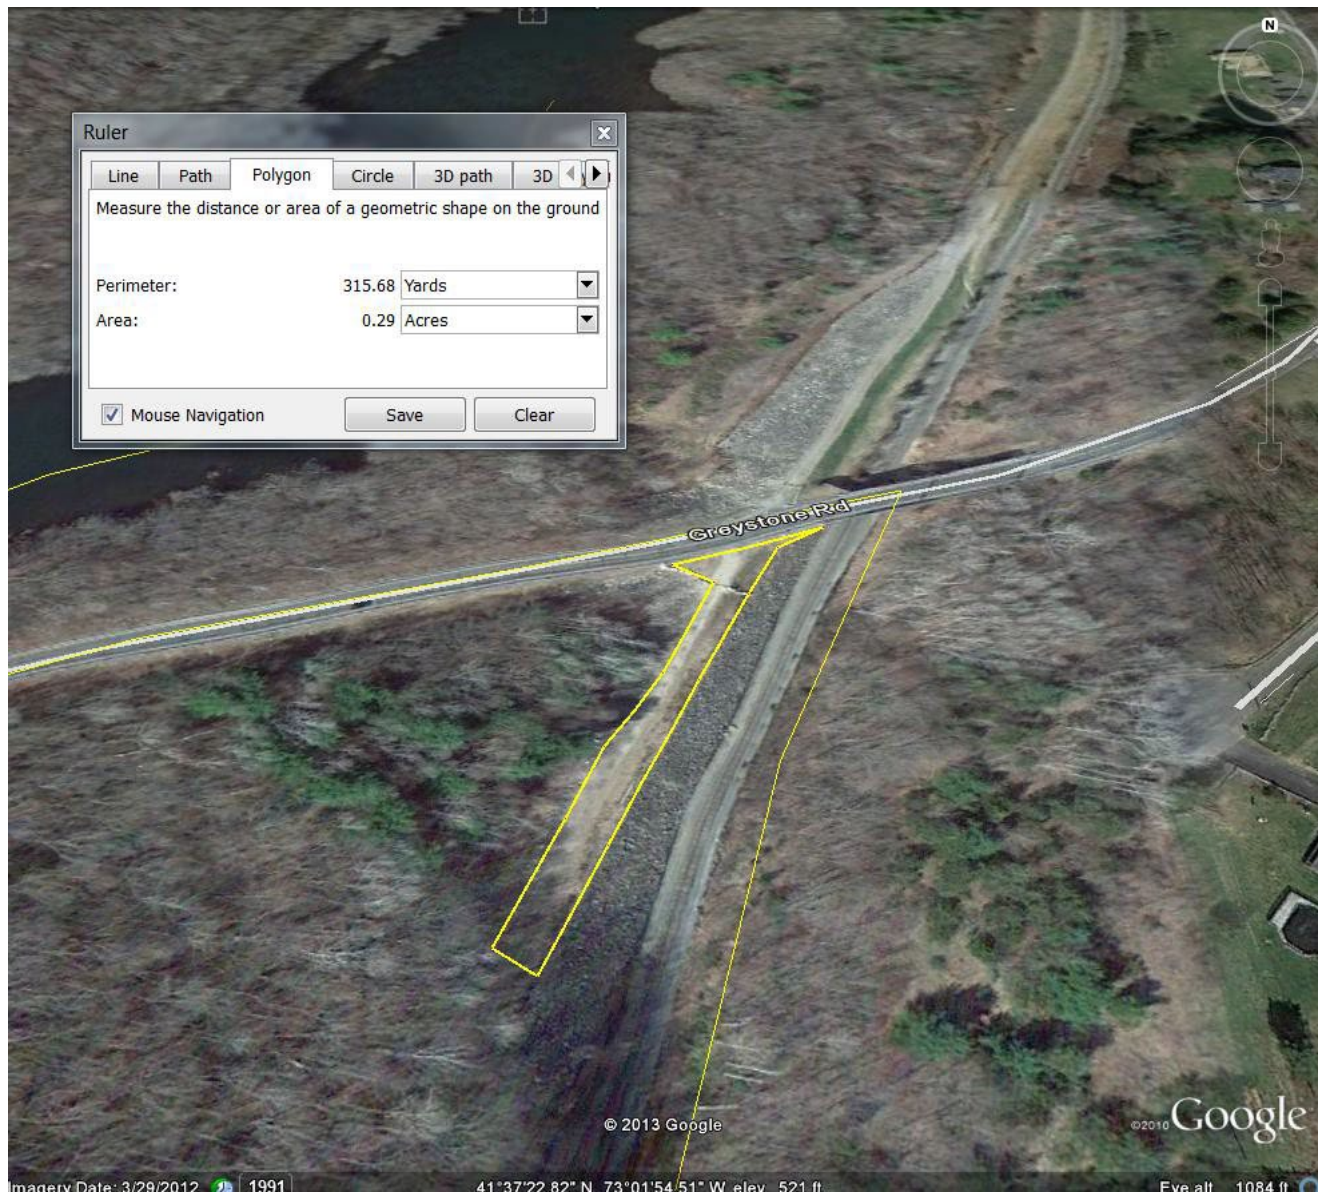 N
Ruler
Line Path Polygon Circle 3D path 3D
Measure the distance or area of a geometric shape on the ground
Perimeter: 315.68 Yards
Area: 0.29 Acres
Mouse Navigation Save Clear
Greystone Rd
© 2013 Google
©2010 Google
Imagery Date: 3/29/2012 1991 41°37'22.82" N 73°01'54.51" W elev 521 ft Eye alt 1084 ft